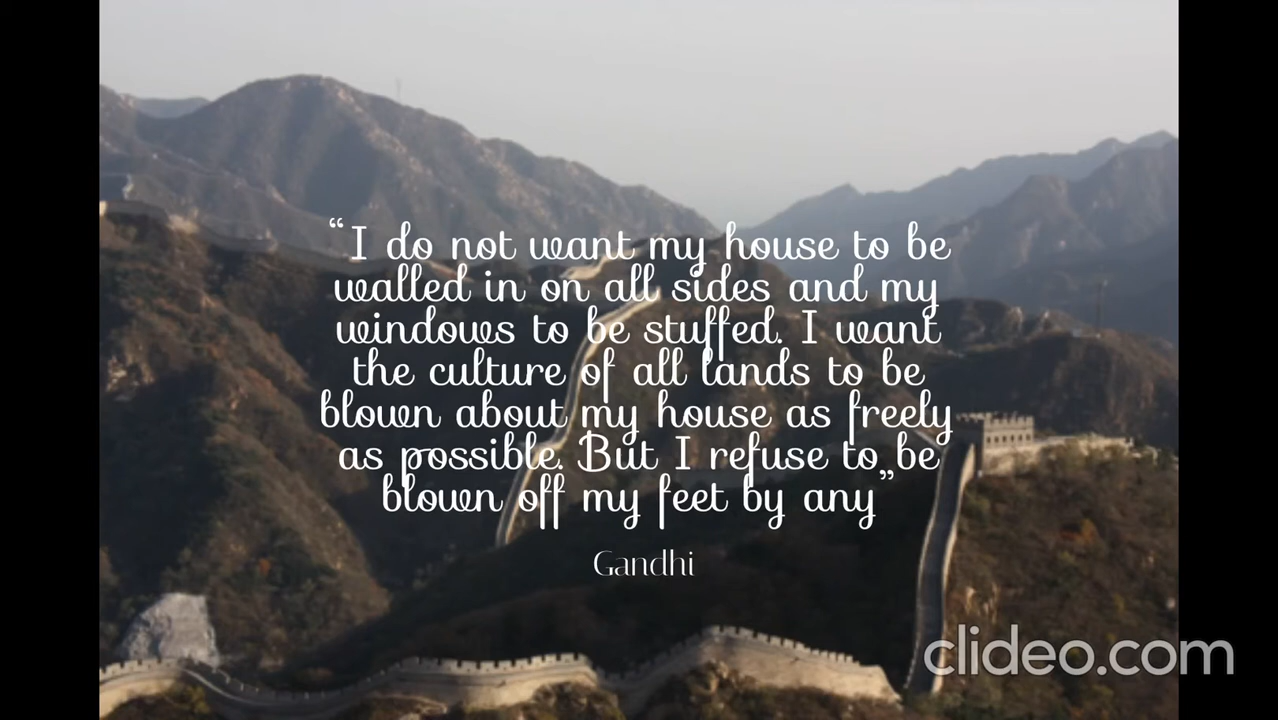 “I do not want my house to be
walled in on all sides and my
windows to be stuffed. I want
the culture of all lands to be
blown about my house as freely
as possible. But I refuse to be
blown off my feet by any”
Gandhi
clideo.com